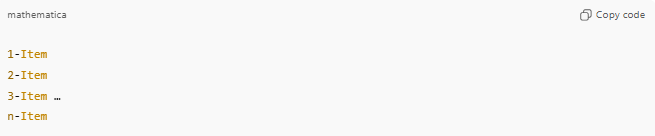 mathematica Copy code
1-Item
2-Item
3-Item …
n-Item